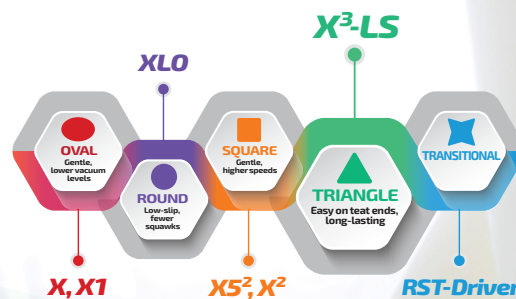 X³-LS
XLO
OVAL
Gentle,
lower vacuum
levels
ROUND
Low-slip,
fewer
squawks
SQUARE
Gentle,
higher speeds
TRIANGLE
Easy on teat ends,
long-lasting
TRANSITIONAL
X, X1
X5², X²
RST-Driver